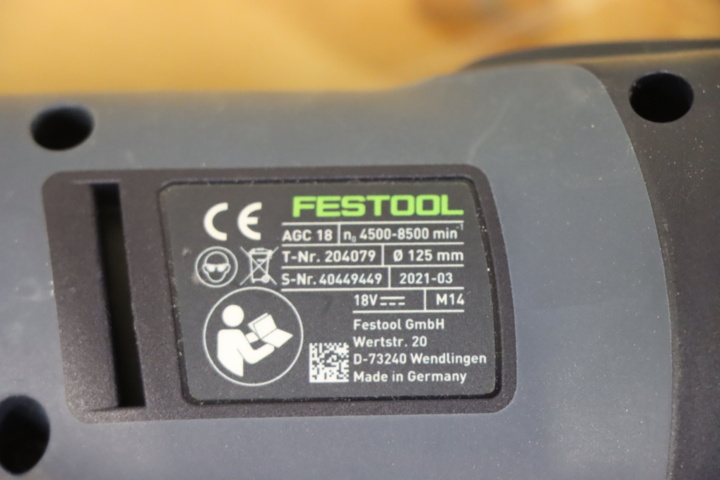 CE FESTOOL
AGC 18 nS 4500-8500 min-1
T-Nr. 204079 Ø 125 mm
S-Nr. 40449449 2021-03
18V M14
Festool GmbH
Wertstr. 20
D-73240 Wendlingen
Made in Germany